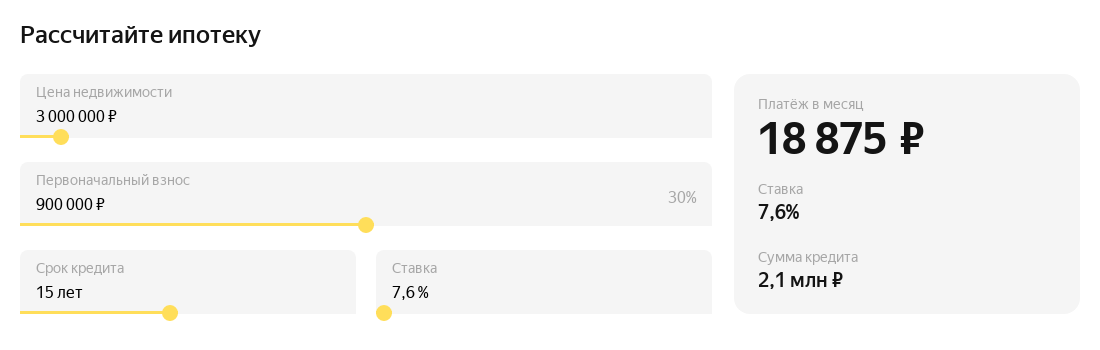 Рассчитайте ипотеку
Цена недвижимости
3 000 000 ₽
Первоначальный взнос
900 000 ₽
30%
Срок кредита
15 лет
Ставка
7,6 %
Платёж в месяц
18 875 ₽
Ставка
7,6%
Сумма кредита
2,1 млн ₽